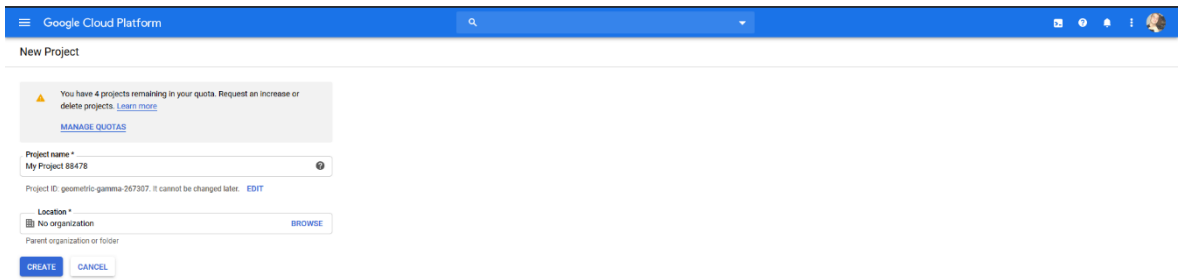 Google Cloud Platform
New Project
You have 4 projects remaining in your quota. Request an increase or
delete projects. Learn more
MANAGE QUOTAS
Project name *
My Project 88478
Project ID: geometric-gamma-267307. It cannot be changed later. EDIT
Location *
No organization BROWSE
Parent organization or folder
CREATE CANCEL